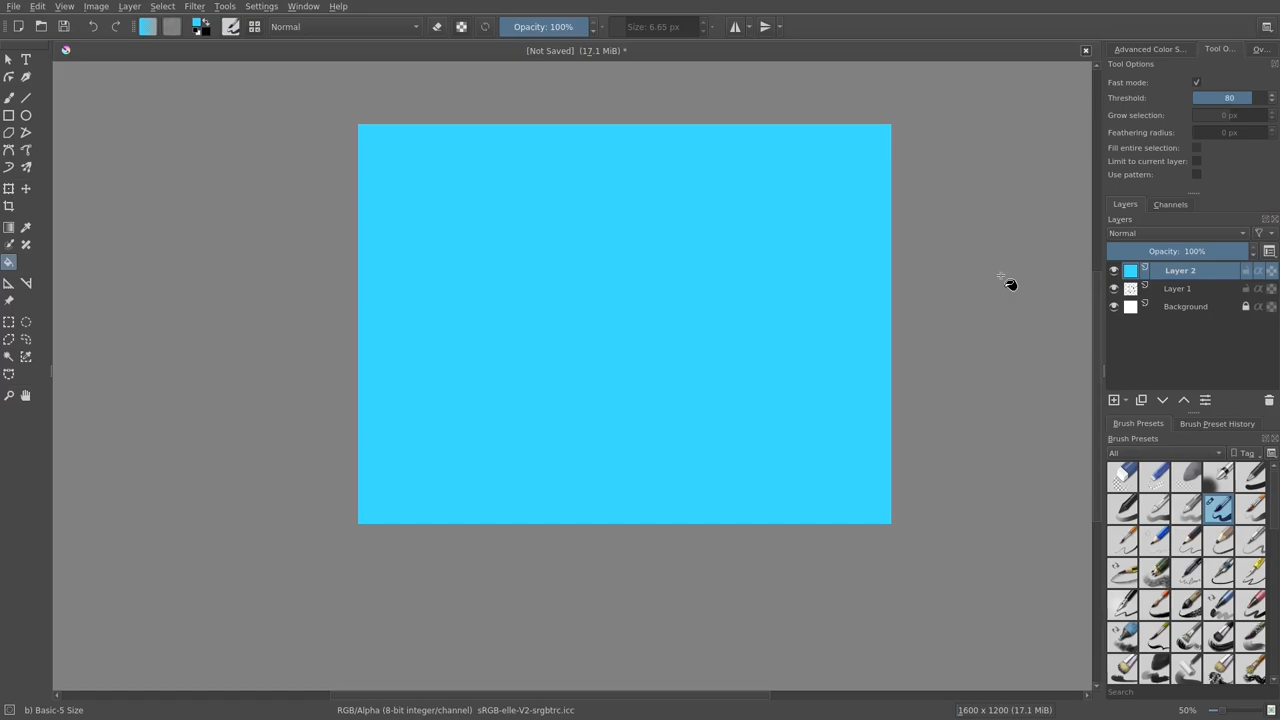 File Edit View Image Layer Select Filter Tools Settings Window Help
Normal Opacity: 100% Size: 6.65 px
[Not Saved] (17.1 MiB) *
Advanced Color S... Tool O... Ov...
Tool Options
Fast mode:
Threshold: 80
Grow selection: 0 px
Feathering radius: 0 px
Fill entire selection:
Limit to current layer:
Use pattern:
Layers Channels
Layers
Normal
Opacity: 100%
Layer 2
Layer 1
Background
Brush Presets Brush Preset History
Brush Presets
All Tag
Search
b) Basic-5 Size RGB/Alpha (8-bit integer/channel) sRGB-elle-V2-srgbtrc.icc 1600 x 1200 (17.1 MiB) 50%